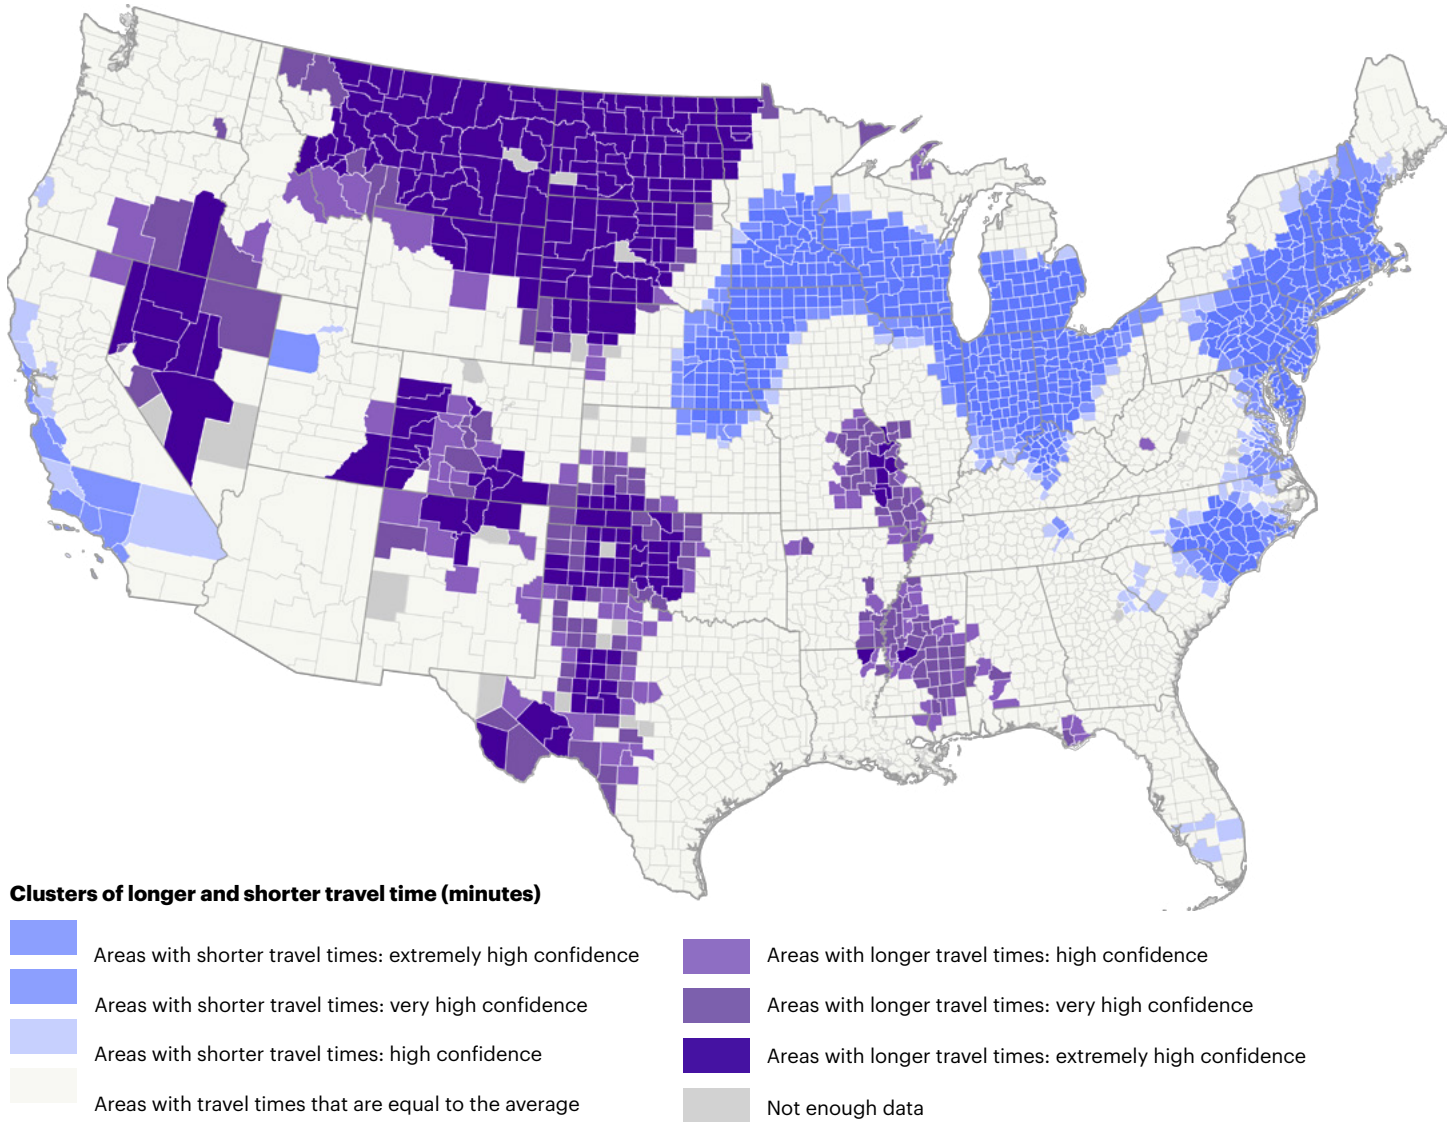 Clusters of longer and shorter travel time (minutes)
Areas with shorter travel times: extremely high confidence
Areas with shorter travel times: very high confidence
Areas with shorter travel times: high confidence
Areas with travel times that are equal to the average
Areas with longer travel times: high confidence
Areas with longer travel times: very high confidence
Areas with longer travel times: extremely high confidence
Not enough data